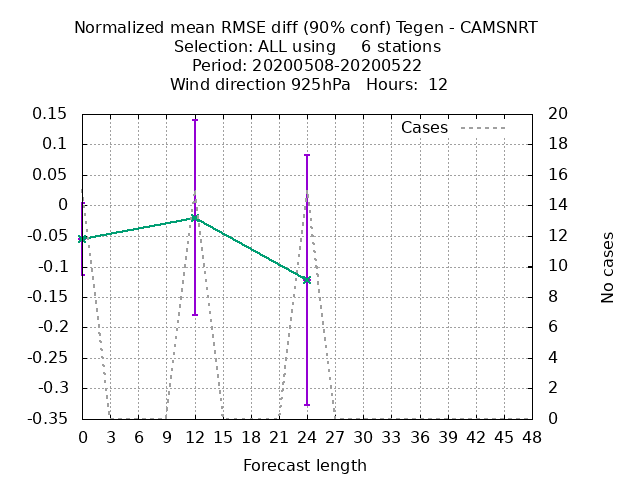 Normalized mean RMSE diff (90% conf) Tegen - CAMSNRT
Selection: ALL using     6 stations
Period: 20200508-20200522
Wind direction 925hPa   Hours:  12
Cases
0.15
0.1
0.05
0
-0.05
-0.1
-0.15
-0.2
-0.25
-0.3
-0.35
20
18
16
14
12
10
8
6
4
2
0
No cases
0 3 6 9 12 15 18 21 24 27 30 33 36 39 42 45 48
Forecast length